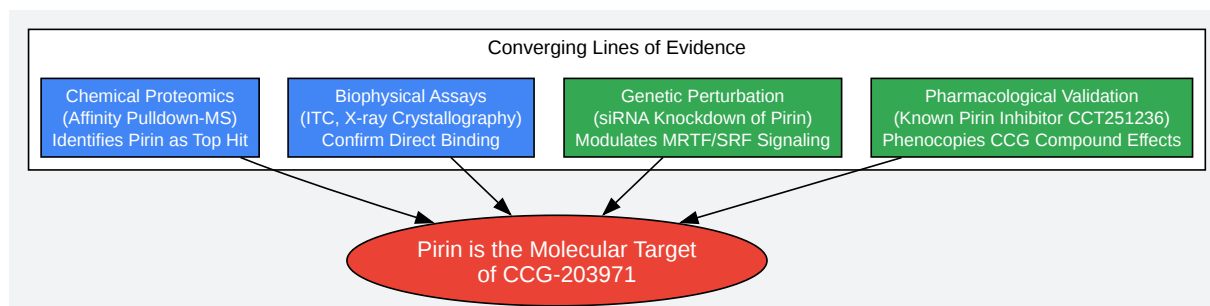 Converging Lines of Evidence
Chemical Proteomics
(Affinity Pulldown-MS)
Identifies Pirin as Top Hit
Biophysical Assays
(ITC, X-ray Crystallography)
Confirm Direct Binding
Genetic Perturbation
(siRNA Knockdown of Pirin)
Modulates MRTF/SRF Signaling
Pharmacological Validation
(Known Pirin Inhibitor CCT251236)
Phenocopies CCG Compound Effects
Pirin is the Molecular Target
of CCG-203971